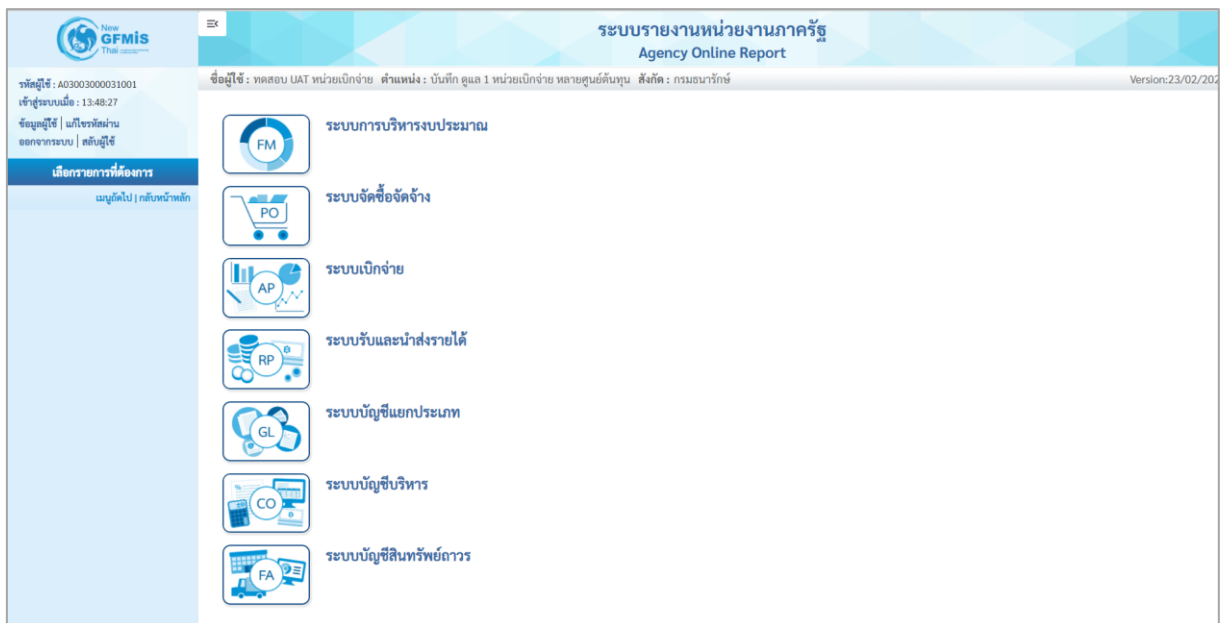 New
GFMiS
Thai
รหัสผู้ใช้ : A03003000031001
เข้าสู่ระบบเมื่อ : 13:48:27
ข้อมูลผู้ใช้ | แก้ไขรหัสผ่าน
ออกจากระบบ | สลับผู้ใช้
เลือกรายการที่ต้องการ
เมนูถัดไป | กลับหน้าหลัก
ระบบรายงานหน่วยงานภาครัฐ
Agency Online Report
ชื่อผู้ใช้ : ทดสอบ UAT หน่วยเบิกจ่าย ตำแหน่ง : บันทึก ดูแล 1 หน่วยเบิกจ่าย หลายศูนย์ต้นทุน สังกัด : กรมธนารักษ์ Version:23/02/202
FM ระบบการบริหารงบประมาณ
PO ระบบจัดซื้อจัดจ้าง
AP ระบบเบิกจ่าย
RP ระบบรับและนำส่งรายได้
GL ระบบบัญชีแยกประเภท
CO ระบบบัญชีบริหาร
FA ระบบบัญชีสินทรัพย์ถาวร